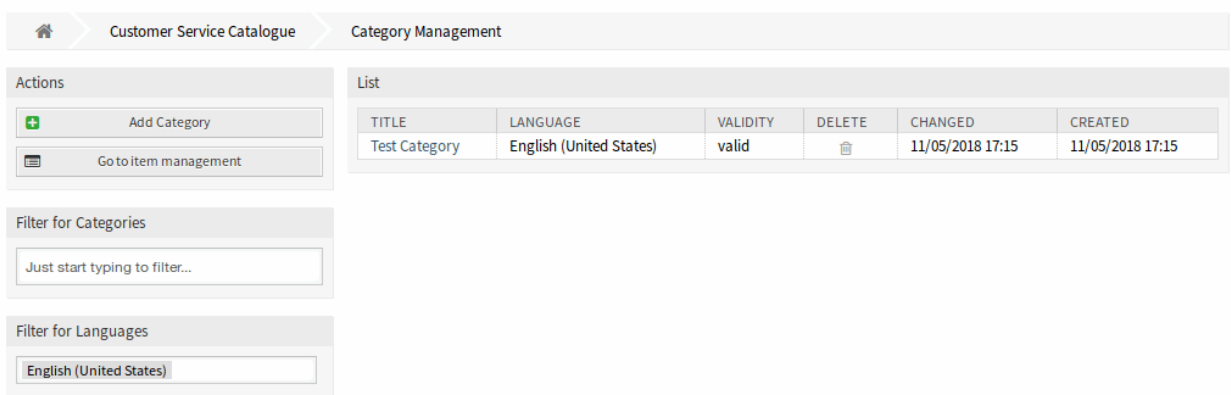 Customer Service Catalogue Category Management
Actions
Add Category
Go to item management
Filter for Categories
Just start typing to filter...
Filter for Languages
English (United States)
List
TITLE LANGUAGE VALIDITY DELETE CHANGED CREATED
Test Category English (United States) valid 11/05/2018 17:15 11/05/2018 17:15